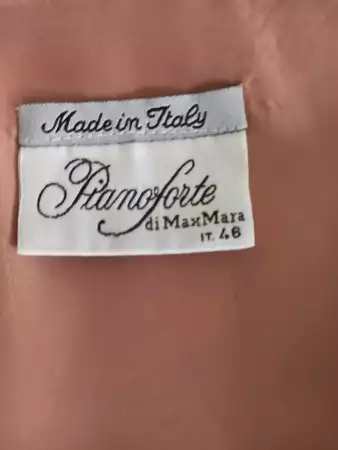 Made in Italy
Pianoforte
di MaxMara
IT. 48